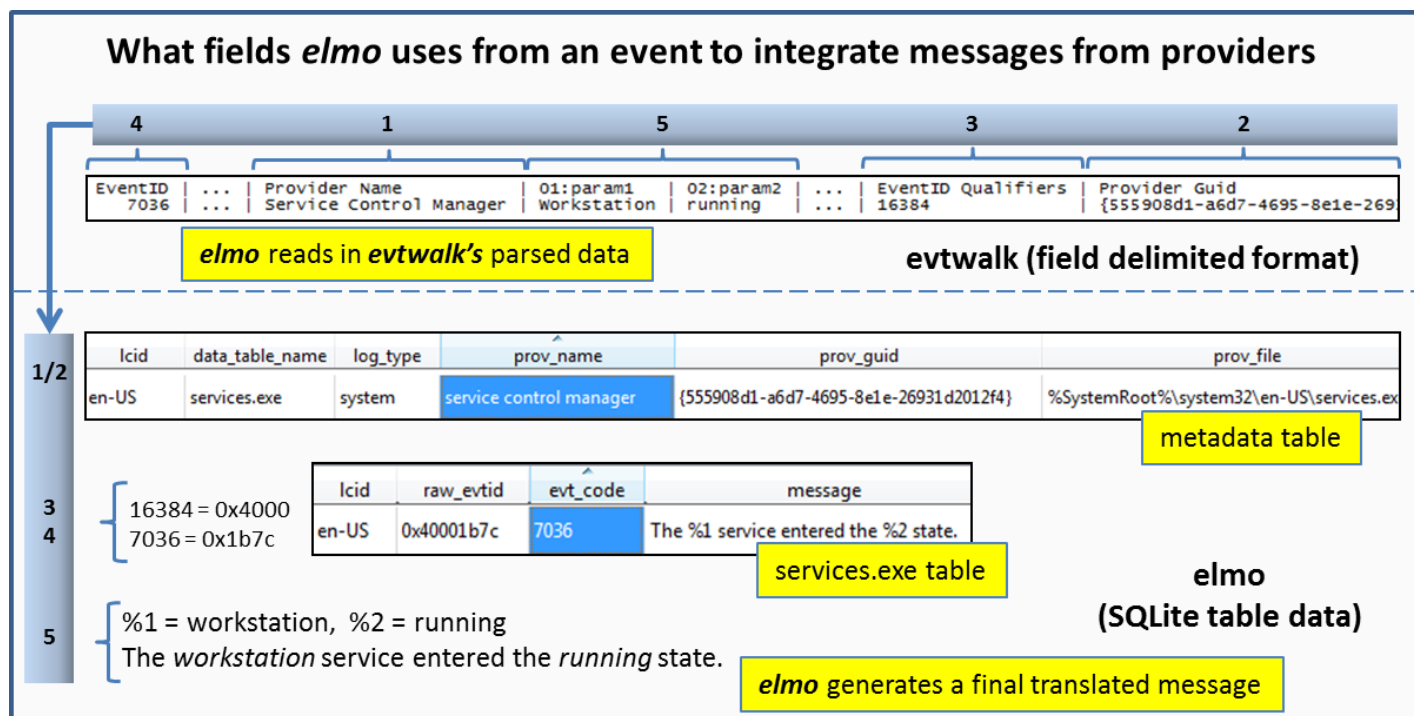 What fields elmo uses from an event to integrate messages from providers
4 1 5 3 2
EventID | ... | Provider Name | 01:param1 | 02:param2 | ... | EventID Qualifiers | Provider Guid
7036 | ... | Service Control Manager | Workstation | running | ... | 16384 | {555908d1-a6d7-4695-8e1e-2693
elmo reads in evtwalk's parsed data
evtwalk (field delimited format)
1/2
lcid data_table_name log_type prov_name prov_guid prov_file
en-US services.exe system service control manager {555908d1-a6d7-4695-8e1e-26931d2012f4} %SystemRoot%\system32\en-US\services.ex
metadata table
3
4
16384 = 0x4000
7036 = 0x1b7c
lcid raw_evtid evt_code message
en-US 0x40001b7c 7036 The %1 service entered the %2 state.
services.exe table
elmo
(SQLite table data)
5
%1 = workstation, %2 = running
The workstation service entered the running state.
elmo generates a final translated message